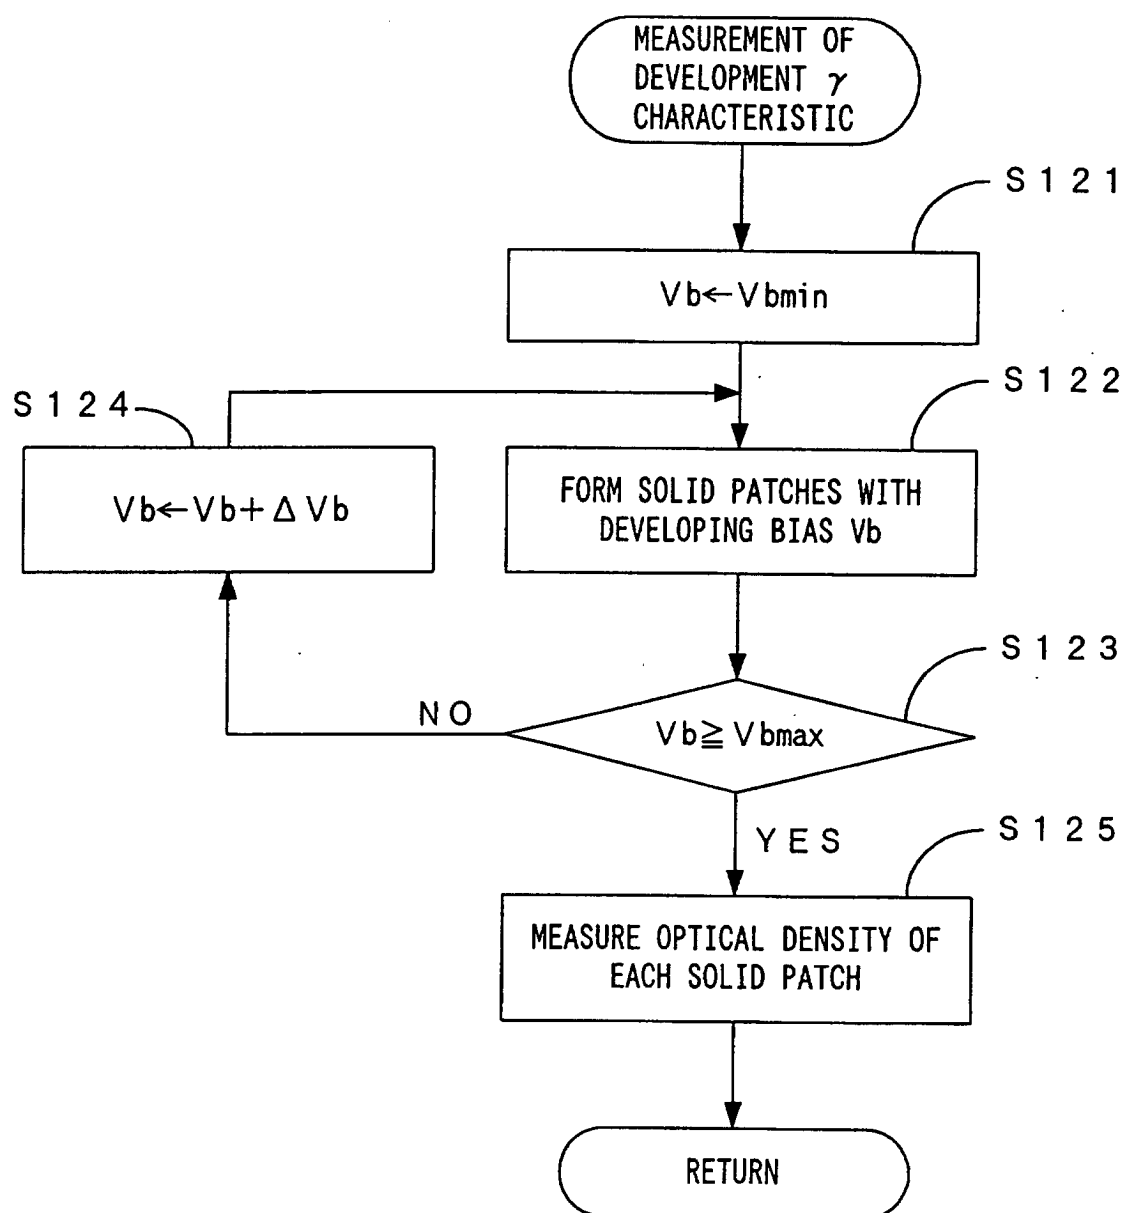 MEASUREMENT OF
DEVELOPMENT γ
CHARACTERISTIC
S121
Vb←Vbmin
S122
S124
FORM SOLID PATCHES WITH
DEVELOPING BIAS Vb
Vb←Vb+ΔVb
S123
NO
Vb≧Vbmax
YES
S125
MEASURE OPTICAL DENSITY OF
EACH SOLID PATCH
RETURN